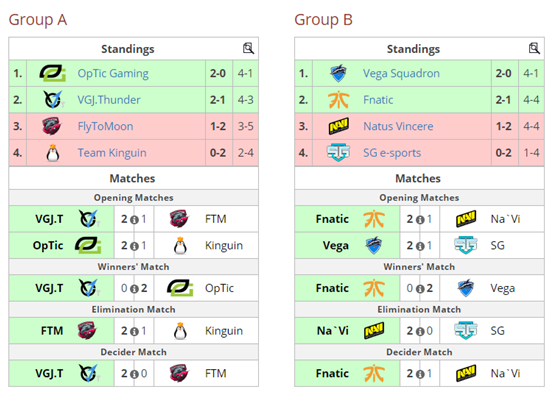 Group A
Standings
1. OpTic Gaming 2-0 4-1
2. VGJ.Thunder 2-1 4-3
3. FlyToMoon 1-2 3-5
4. Team Kinguin 0-2 2-4
Matches
Opening Matches
VGJ.T 2 1 FTM
OpTic 2 1 Kinguin
Winners' Match
VGJ.T 0 2 OpTic
Elimination Match
FTM 2 1 Kinguin
Decider Match
VGJ.T 2 0 FTM
Group B
Standings
1. Vega Squadron 2-0 4-1
2. Fnatic 2-1 4-4
3. NAVI Natus Vincere 1-2 4-4
4. SG e-sports 0-2 1-4
Matches
Opening Matches
Fnatic 2 1 NAVI Na`Vi
Vega 2 1 SG
Winners' Match
Fnatic 0 2 Vega
Elimination Match
Na`Vi NAVI 2 0 SG
Decider Match
Fnatic 2 1 NAVI Na`Vi